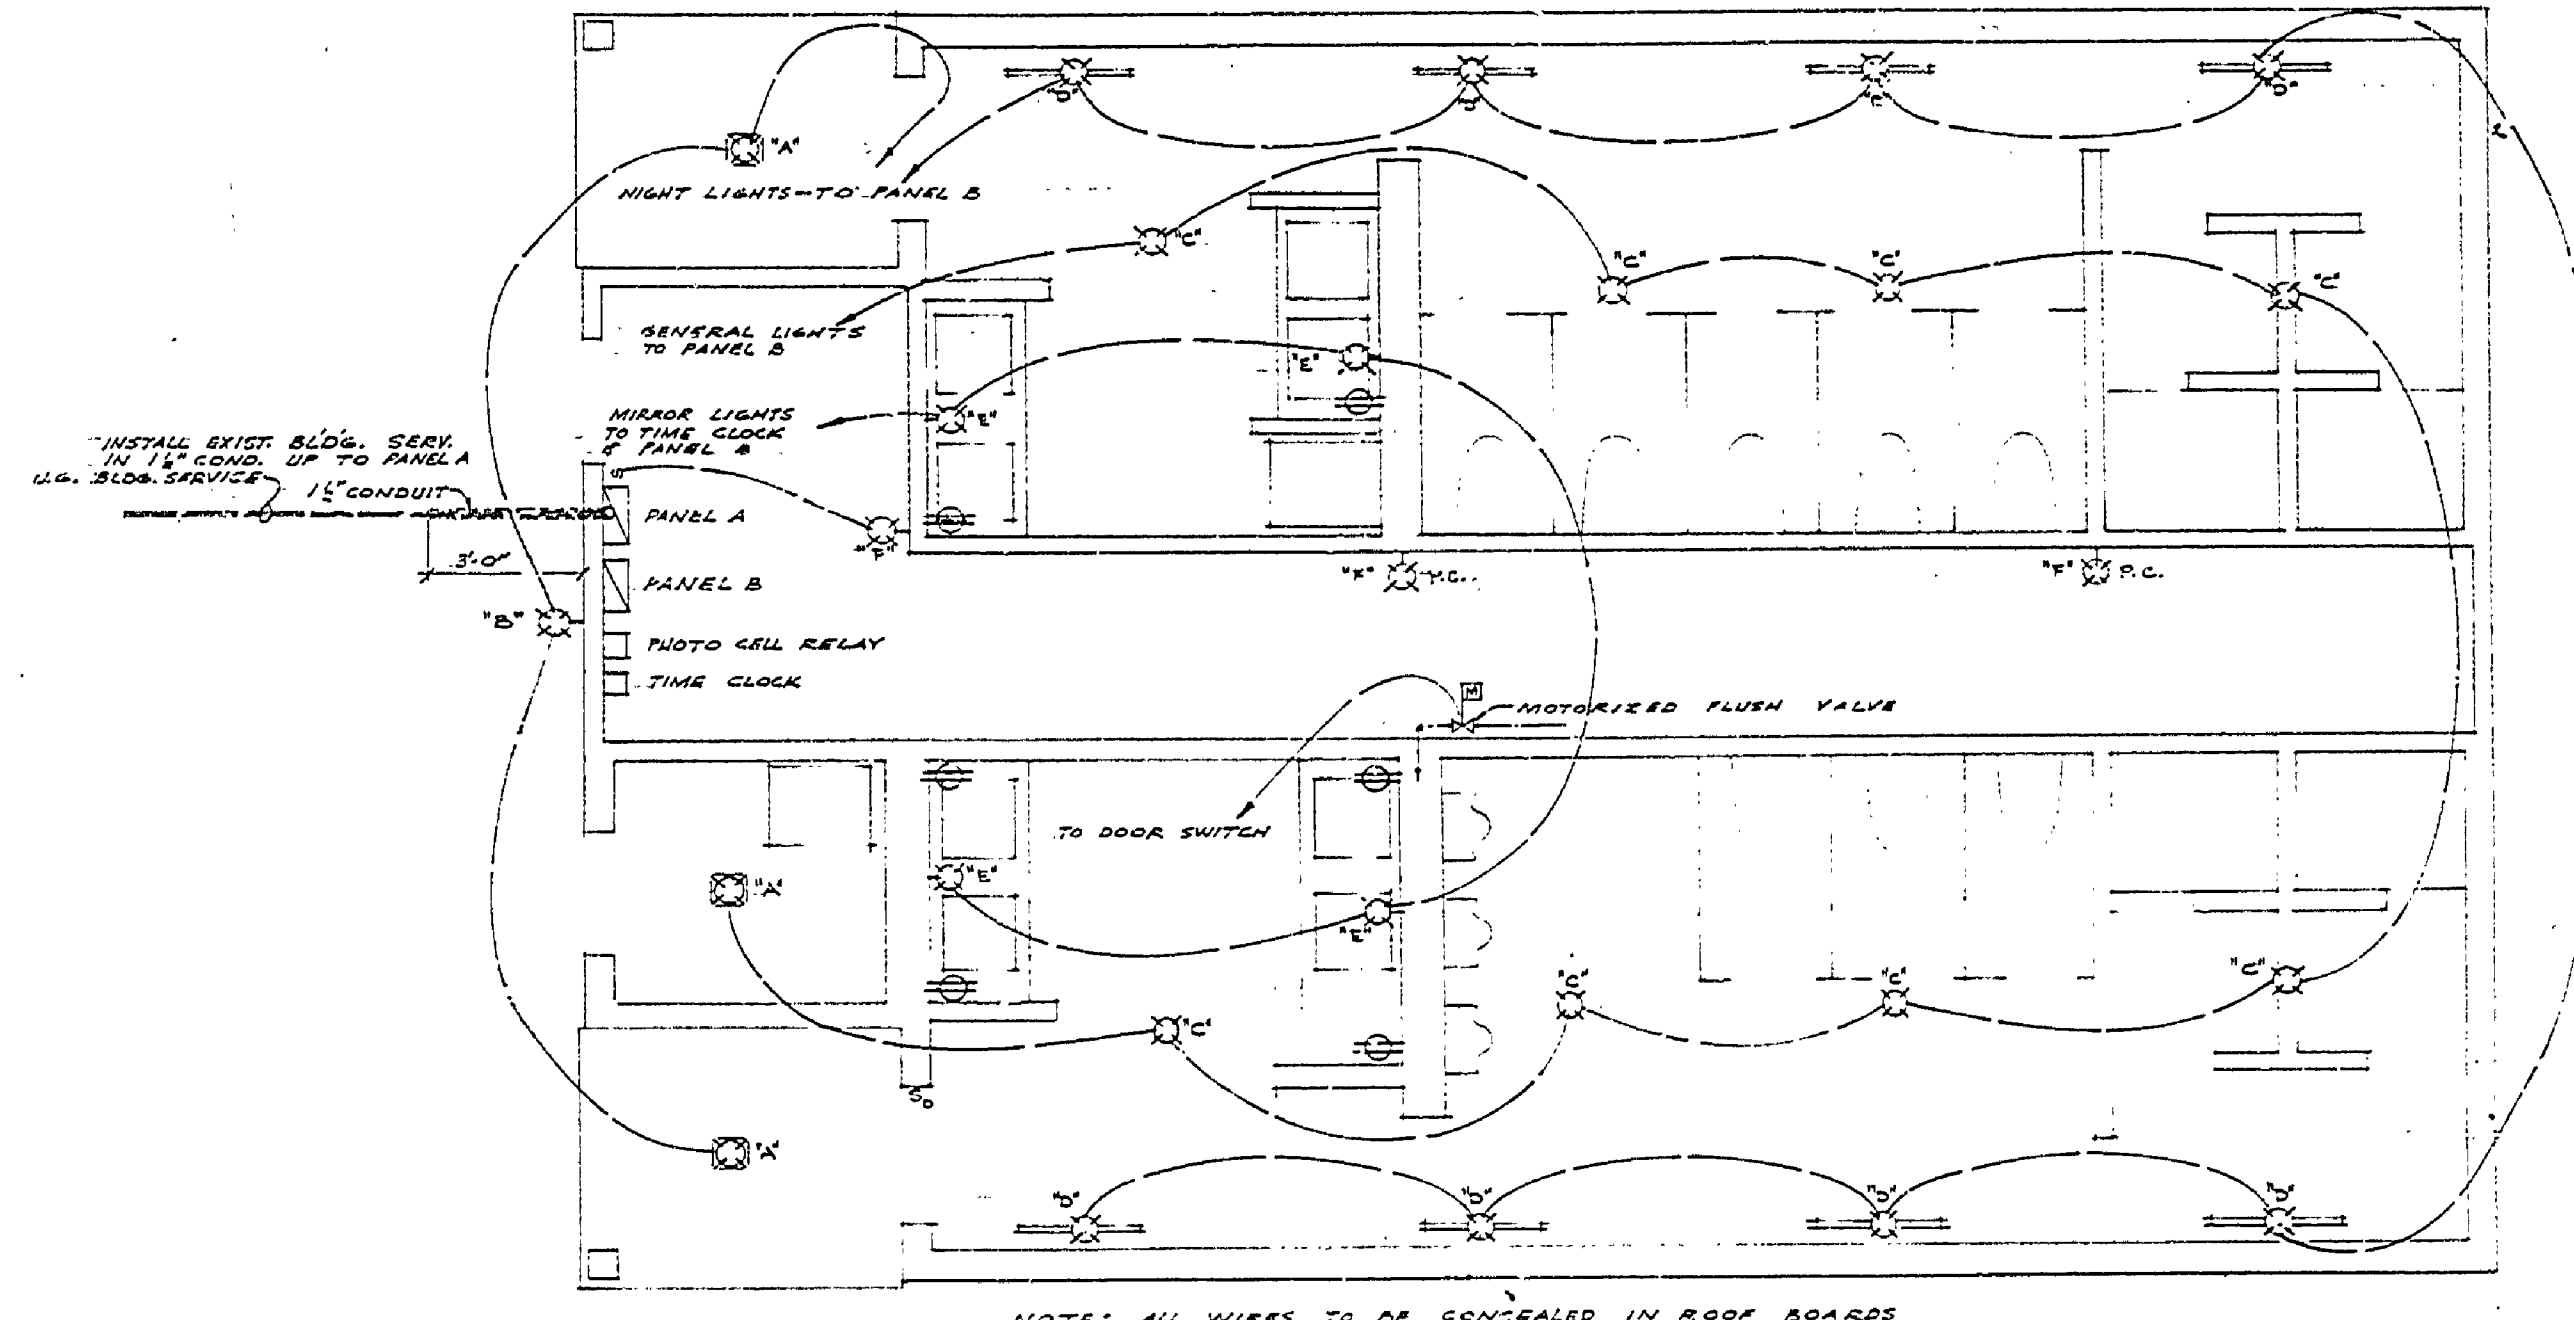 "D"
"D"
"D"
"A"
NIGHT LIGHTS - TO PANEL B
"C"
"C"
"C"
"C"
GENERAL LIGHTS
TO PANEL B
"E"
"E"
MIRROR LIGHTS
TO TIME CLOCK
& PANEL B
INSTALL EXIST. BLDG. SERV.
IN 1½" COND. UP TO PANEL A
U.G. BLDG. SERVICE
1½" CONDUIT
S
PANEL A
"F"
3'-0"
PANEL B
"F" P.C.
"F" P.C.
"B"
PHOTO CELL RELAY
TIME CLOCK
M
MOTORIZED FLUSH VALVE
TO DOOR SWITCH
"A"
"E"
"E"
"C"
"C"
"C"
"C"
SD
"A"
"D"
"D"
"D"
"D"
NOTE: ALL WIRES TO BE CONCEALED IN ROOF BOARDS